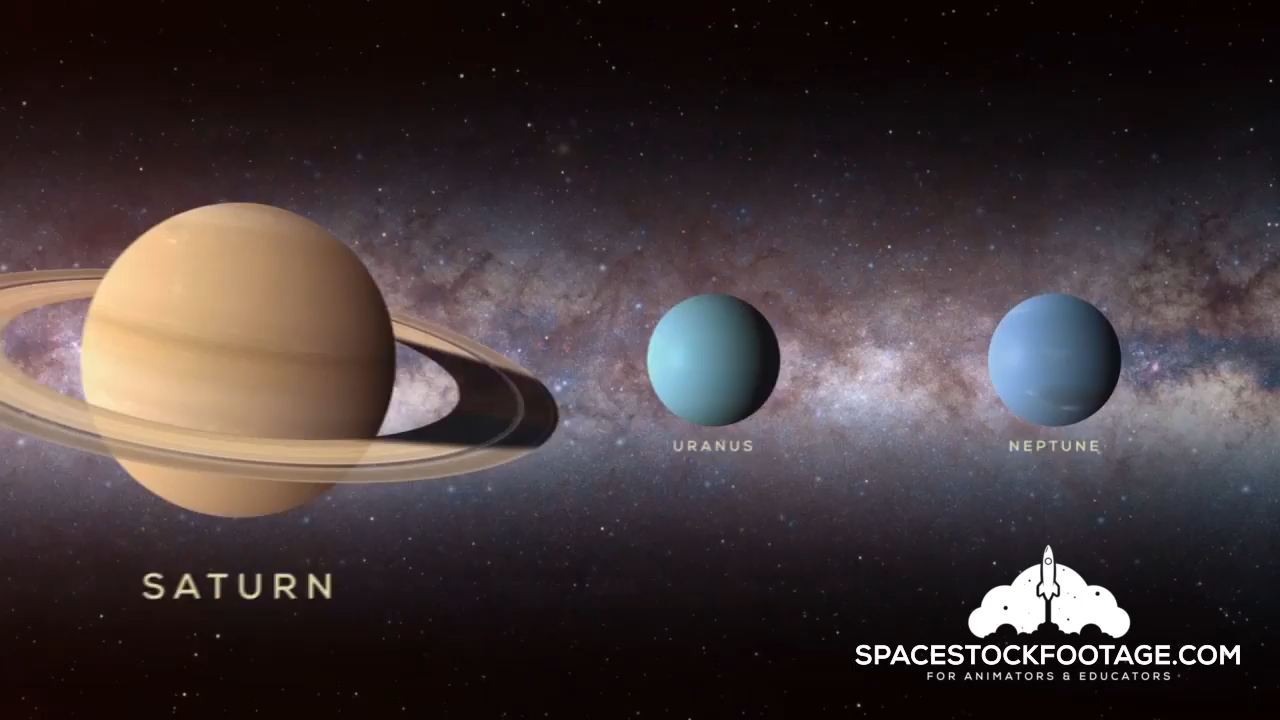 URANUS
NEPTUNE
SATURN
SPACESTOCKFOOTAGE.COM
FOR ANIMATORS & EDUCATORS